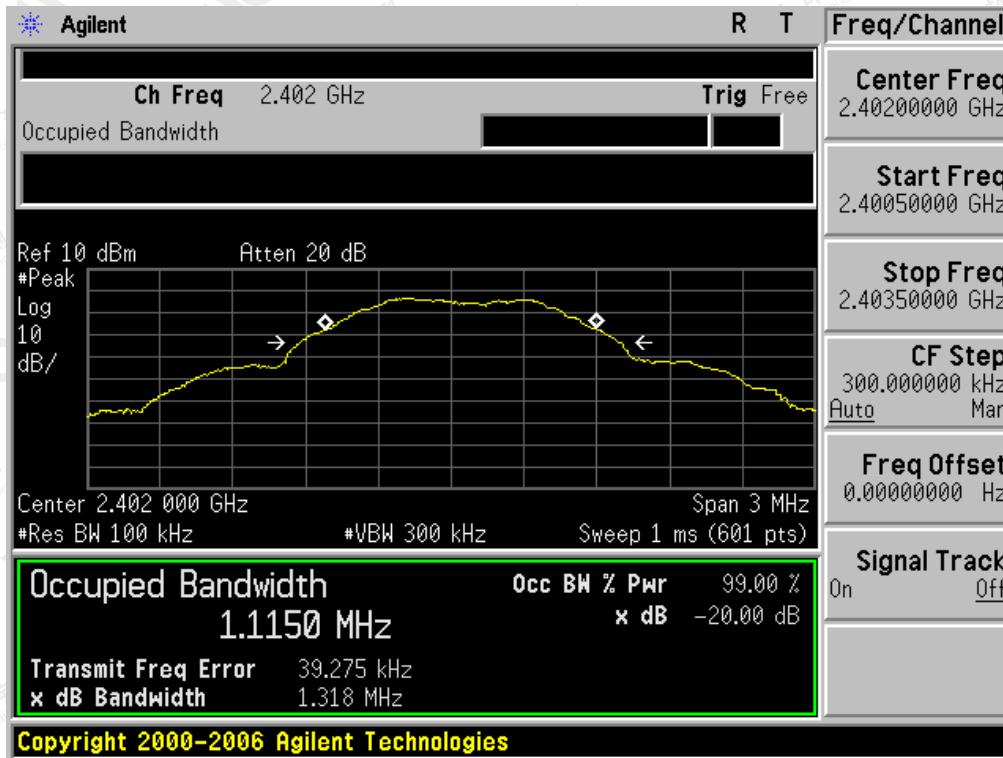 Agilent R T Freq/Channel
Ch Freq 2.402 GHz Trig Free
Occupied Bandwidth
Center Freq
2.40200000 GHz
Start Freq
2.40050000 GHz
Stop Freq
2.40350000 GHz
CF Step
300.000000 kHz
Auto Man
Freq Offset
0.00000000 Hz
Signal Track
On Off
Ref 10 dBm Atten 20 dB
#Peak
Log
10
dB/
Center 2.402 000 GHz Span 3 MHz
#Res BW 100 kHz #VBW 300 kHz Sweep 1 ms (601 pts)
Occupied Bandwidth Occ BW % Pwr 99.00 %
1.1150 MHz x dB -20.00 dB
Transmit Freq Error 39.275 kHz
x dB Bandwidth 1.318 MHz
Copyright 2000-2006 Agilent Technologies